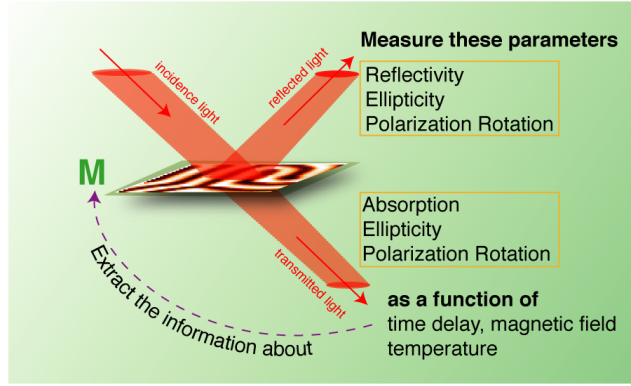 Measure these parameters
incidence light
reflected light
Reflectivity
Ellipticity
Polarization Rotation
M
Absorption
Ellipticity
Polarization Rotation
transmitted light
as a function of
time delay, magnetic field
temperature
Extract the information about